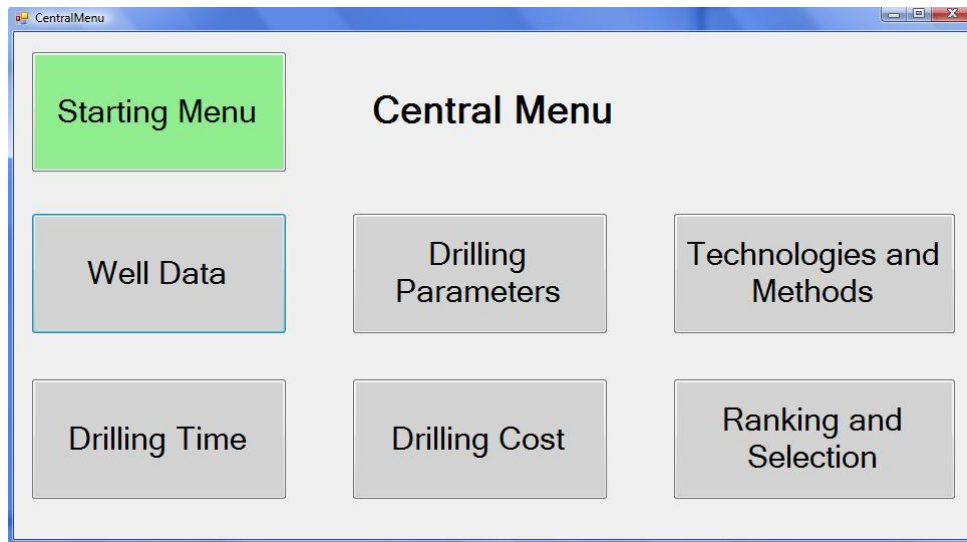 CentralMenu
Starting Menu
Central Menu
Well Data
Drilling
Parameters
Technologies and
Methods
Drilling Time
Drilling Cost
Ranking and
Selection